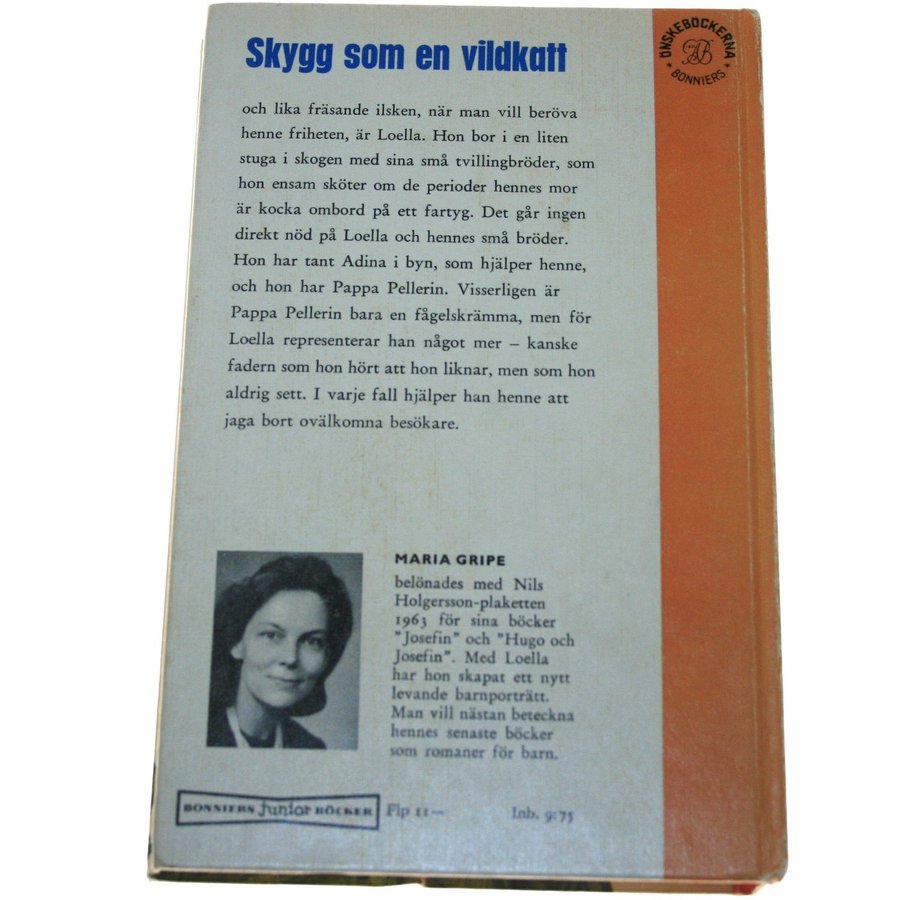 Skygg som en vildkatt
ÖNSKEBÖCKERNA
AB
BONNIERS
och lika fräsande ilsken, när man vill beröva
henne friheten, är Loella. Hon bor i en liten
stuga i skogen med sina små tvillingbröder, som
hon ensam sköter om de perioder hennes mor
är kocka ombord på ett fartyg. Det går ingen
direkt nöd på Loella och hennes små bröder.
Hon har tant Adina i byn, som hjälper henne,
och hon har Pappa Pellerin. Visserligen är
Pappa Pellerin bara en fågelskrämma, men för
Loella representerar han något mer – kanske
fadern som hon hört att hon liknar, men som hon
aldrig sett. I varje fall hjälper han henne att
jaga bort ovälkomna besökare.
MARIA GRIPE
belönades med Nils
Holgersson-plaketten
1963 för sina böcker
"Josefin" och "Hugo och
Josefin". Med Loella
har hon skapat ett nytt
levande barnporträtt.
Man vill nästan beteckna
hennes senaste böcker
som romaner för barn.
BONNIERS Junior BÖCKER Flp 11– Inb. 9:75